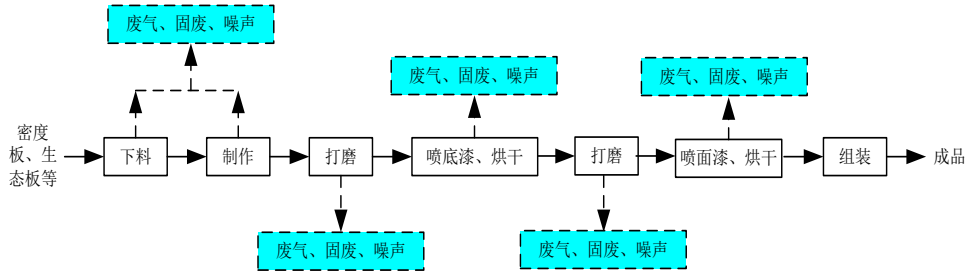 废气、固废、噪声
废气、固废、噪声
废气、固废、噪声
密度
板、生
态板等
下料
制作
打磨
喷底漆、烘干
打磨
喷面漆、烘干
组装
成品
废气、固废、噪声
废气、固废、噪声